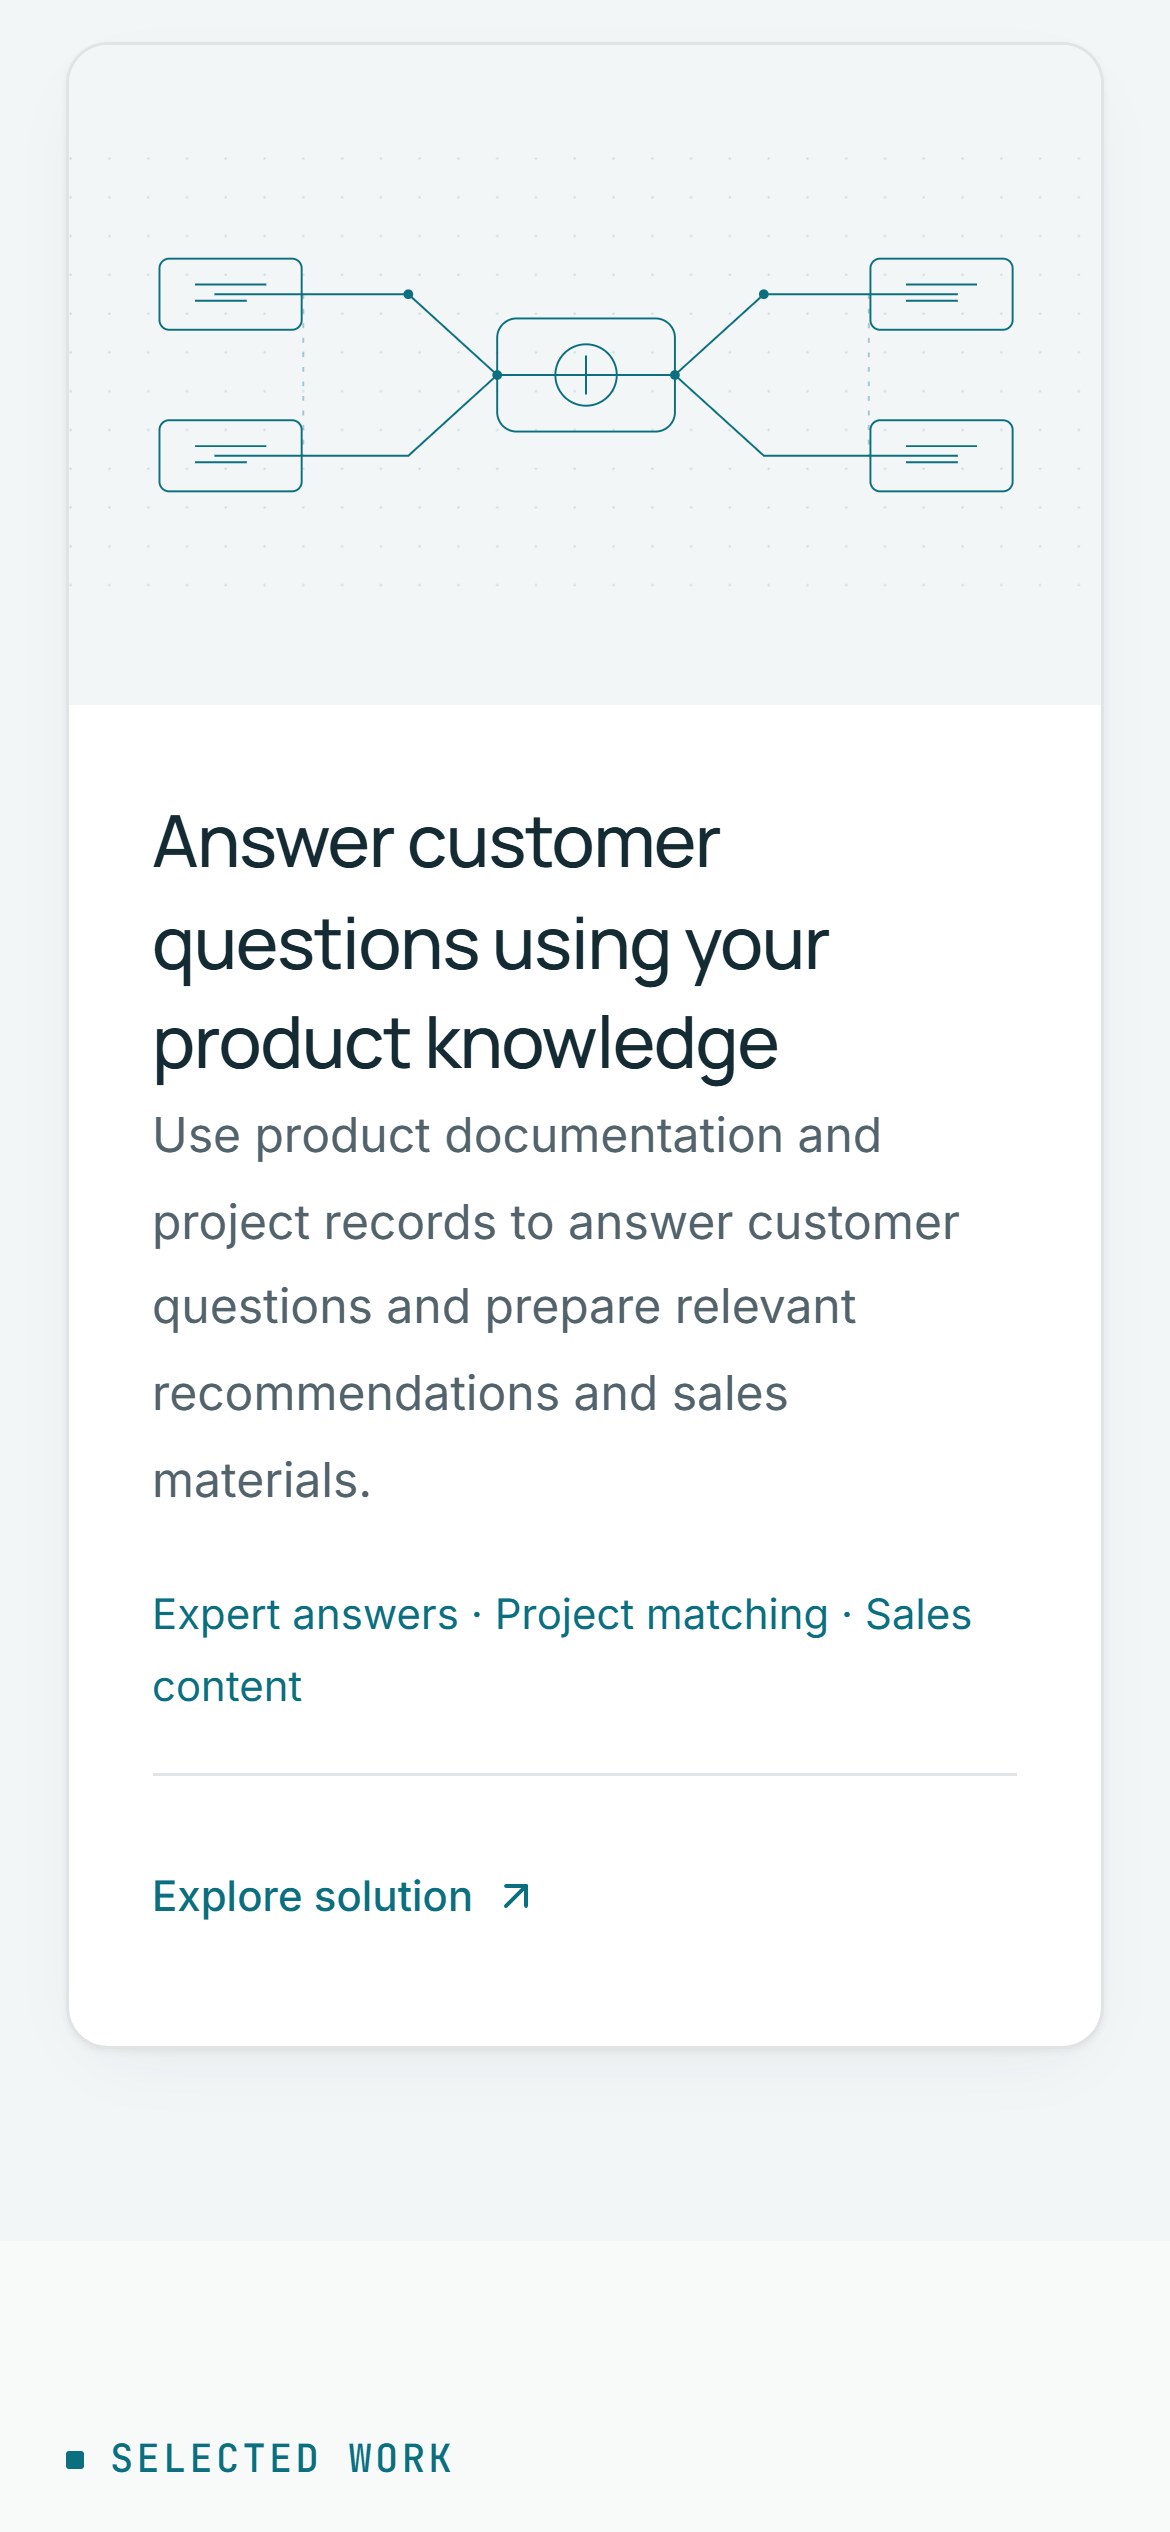 Answer customer
questions using your
product knowledge
Use product documentation and
project records to answer customer
questions and prepare relevant
recommendations and sales
materials.
Expert answers · Project matching · Sales
content
Explore solution
SELECTED WORK